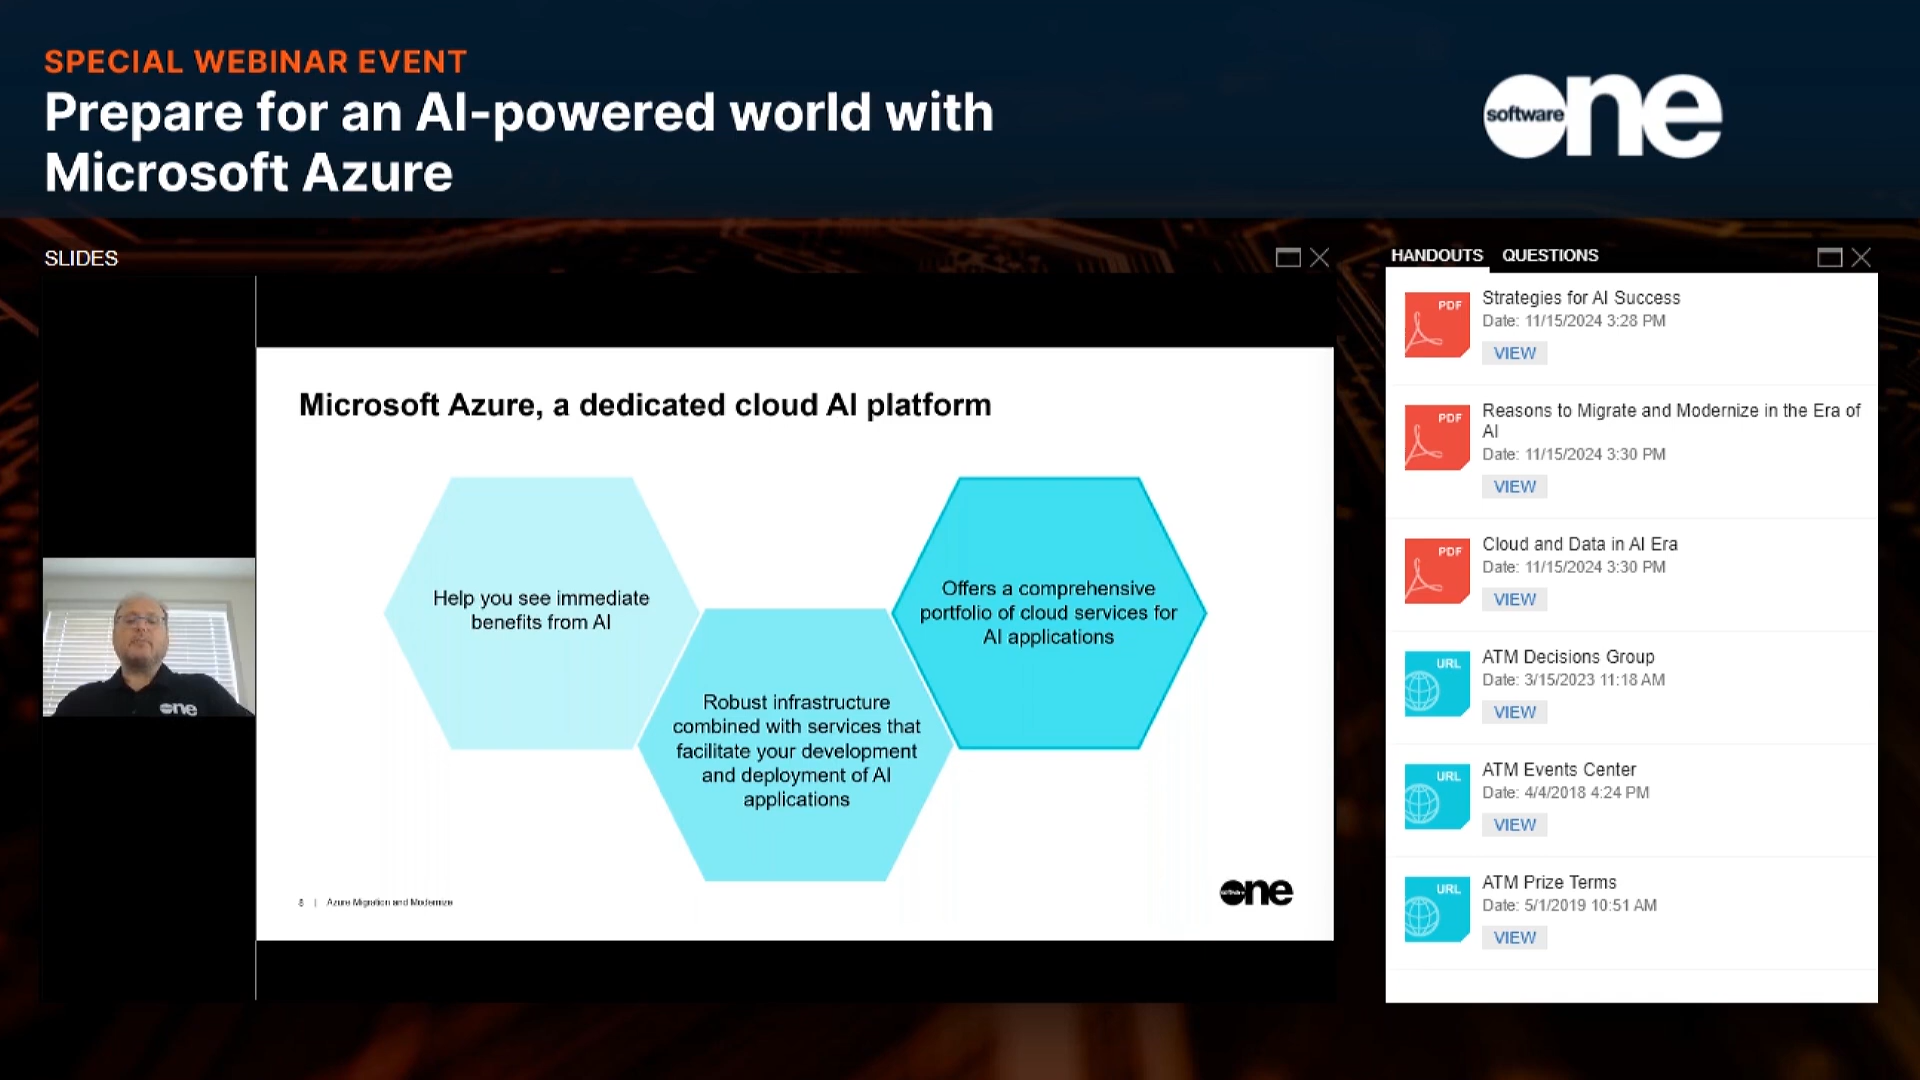 SPECIAL WEBINAR EVENT
Prepare for an AI-powered world with
Microsoft Azure
software one
SLIDES
Microsoft Azure, a dedicated cloud AI platform
Help you see immediate
benefits from AI
Robust infrastructure
combined with services that
facilitate your development
and deployment of AI
applications
Offers a comprehensive
portfolio of cloud services for
AI applications
8 | Azure Migration and Modernize
software one
one
HANDOUTS QUESTIONS
PDF
Strategies for AI Success
Date: 11/15/2024 3:28 PM
VIEW
PDF
Reasons to Migrate and Modernize in the Era of
AI
Date: 11/15/2024 3:30 PM
VIEW
PDF
Cloud and Data in AI Era
Date: 11/15/2024 3:30 PM
VIEW
URL
ATM Decisions Group
Date: 3/15/2023 11:18 AM
VIEW
URL
ATM Events Center
Date: 4/4/2018 4:24 PM
VIEW
URL
ATM Prize Terms
Date: 5/1/2019 10:51 AM
VIEW